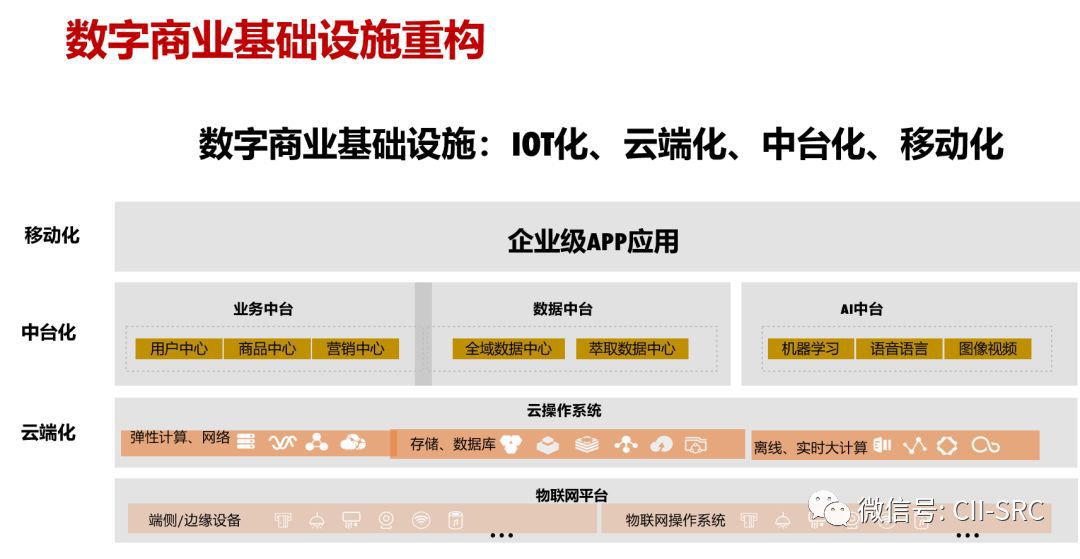 数字商业基础设施重构
数字商业基础设施：IOT化、云端化、中台化、移动化
移动化
企业级APP应用
业务中台
数据中台
AI中台
中台化
用户中心
商品中心
营销中心
全域数据中心
萃取数据中心
机器学习
语音语言
图像视频
云操作系统
云端化
弹性计算、网络
存储、数据库
离线、实时大计算
物联网平台
端侧/边缘设备
物联网操作系统
...
...
微信号: CII-SRC